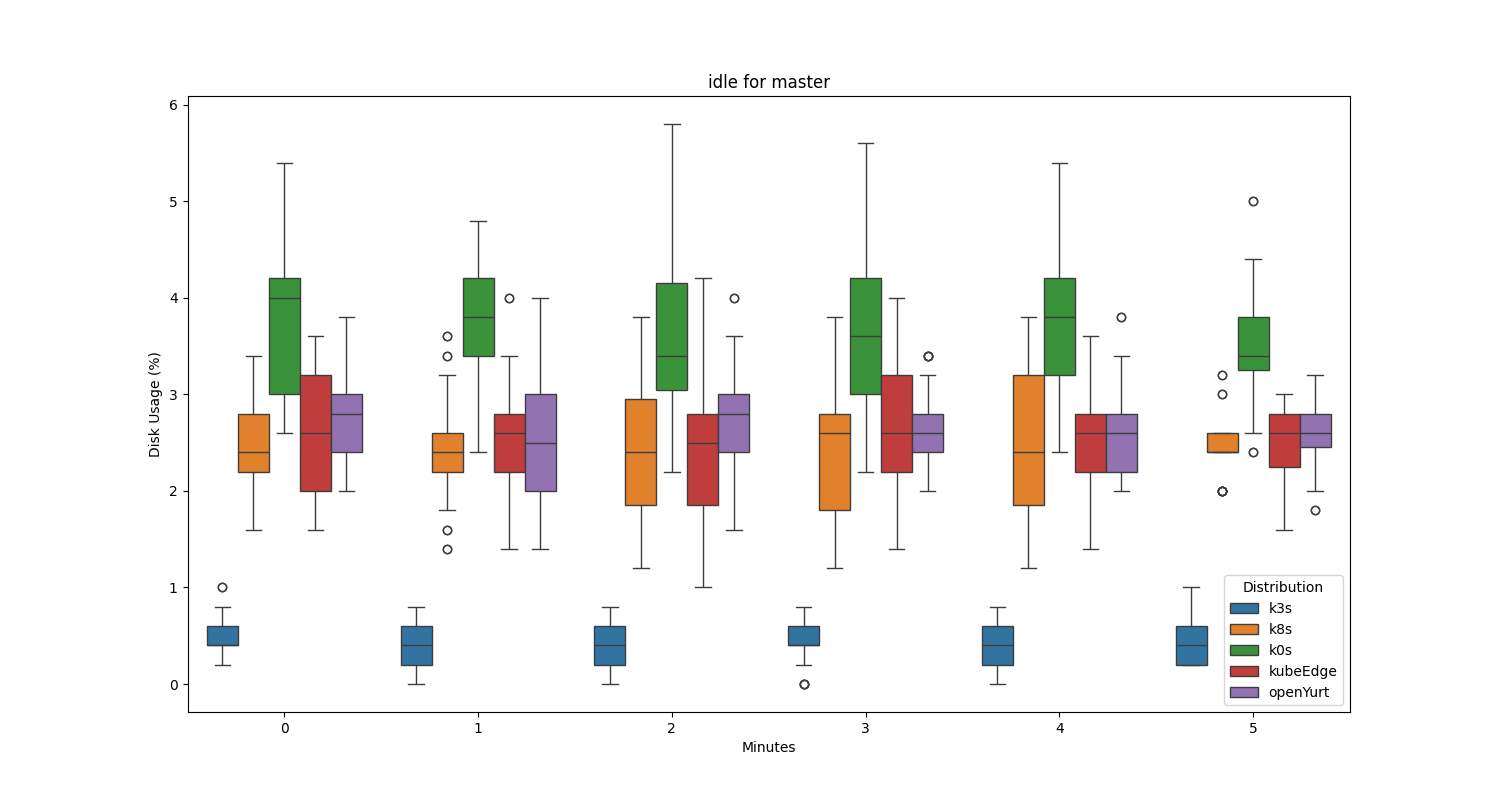 idle for master
Disk Usage (%)
6
5
4
3
2
1
0
0 1 2 3 4 5
Minutes
Distribution
k3s
k8s
k0s
kubeEdge
openYurt